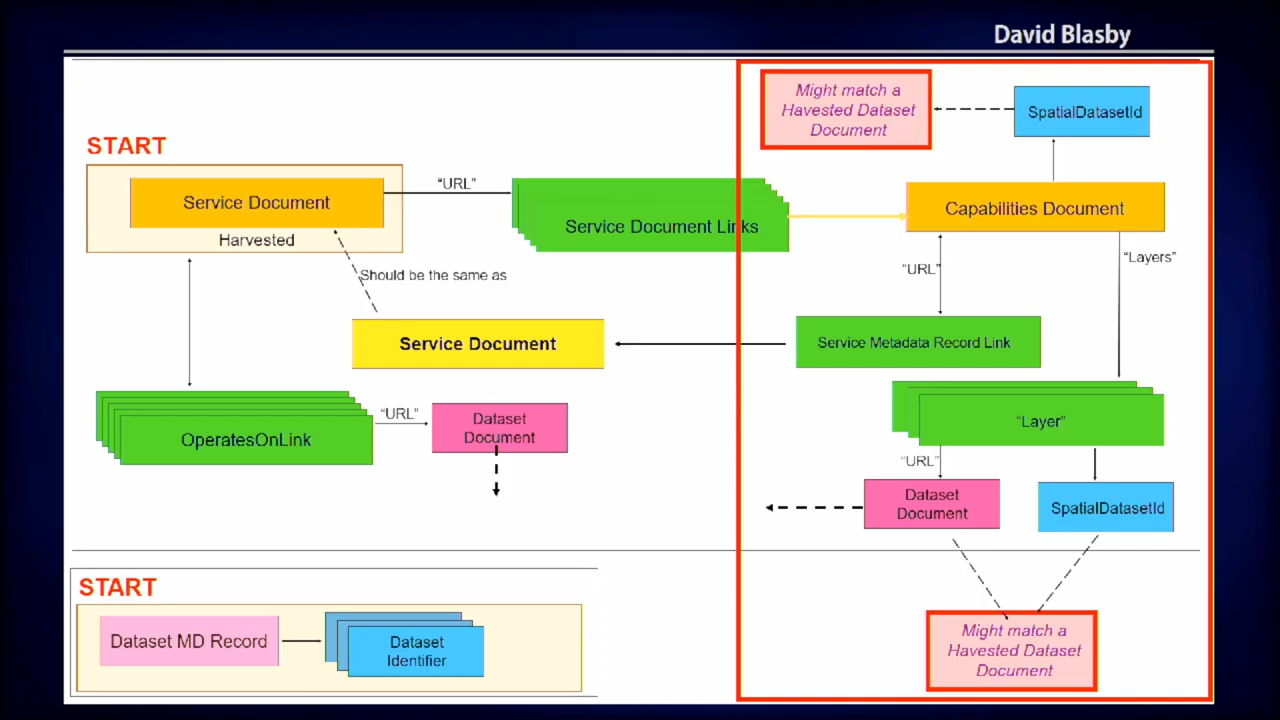 David Blasby
START
Service Document
Harvested
"URL"
Service Document Links
Might match a
Havested Dataset
Document
SpatialDatasetId
Capabilities Document
"URL"
"Layers"
Should be the same as
Service Document
Service Metadata Record Link
OperatesOnLink
"URL"
Dataset
Document
"Layer"
"URL"
Dataset
Document
SpatialDatasetId
START
Dataset MD Record
Dataset
Identifier
Might match a
Havested Dataset
Document